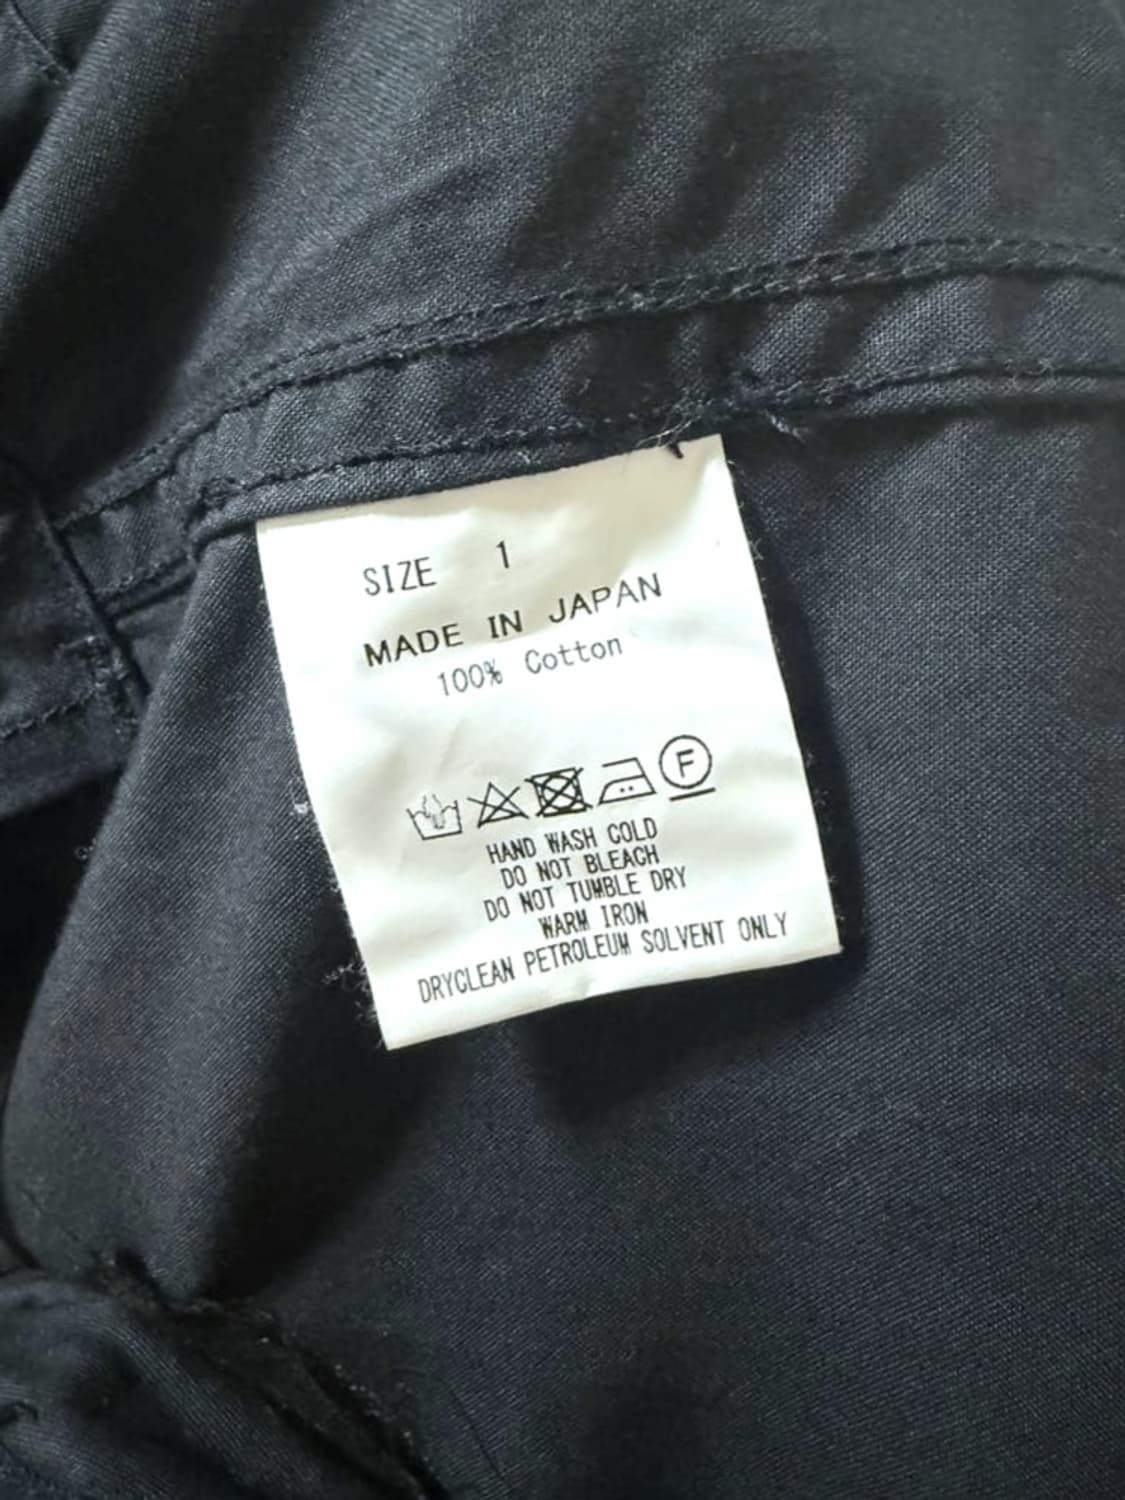 SIZE 1
MADE IN JAPAN
100% Cotton
F
HAND WASH COLD
DO NOT BLEACH
DO NOT TUMBLE DRY
WARM IRON
DRYCLEAN PETROLEUM SOLVENT ONLY